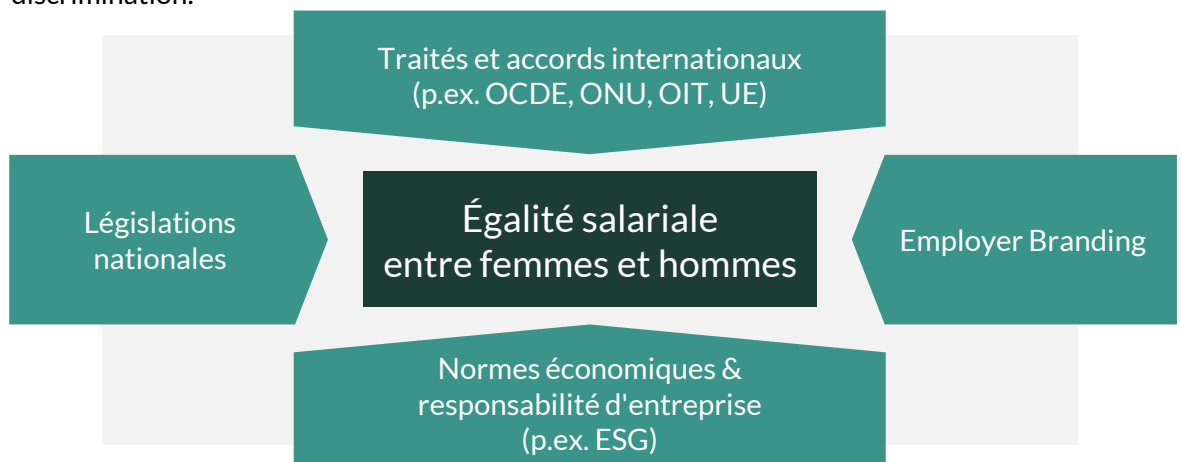 discrimination.
Traités et accords internationaux
(p.ex. OCDE, ONU, OIT, UE)
Législations
nationales
Égalité salariale
entre femmes et hommes
Employer Branding
Normes économiques &
responsabilité d'entreprise
(p.ex. ESG)